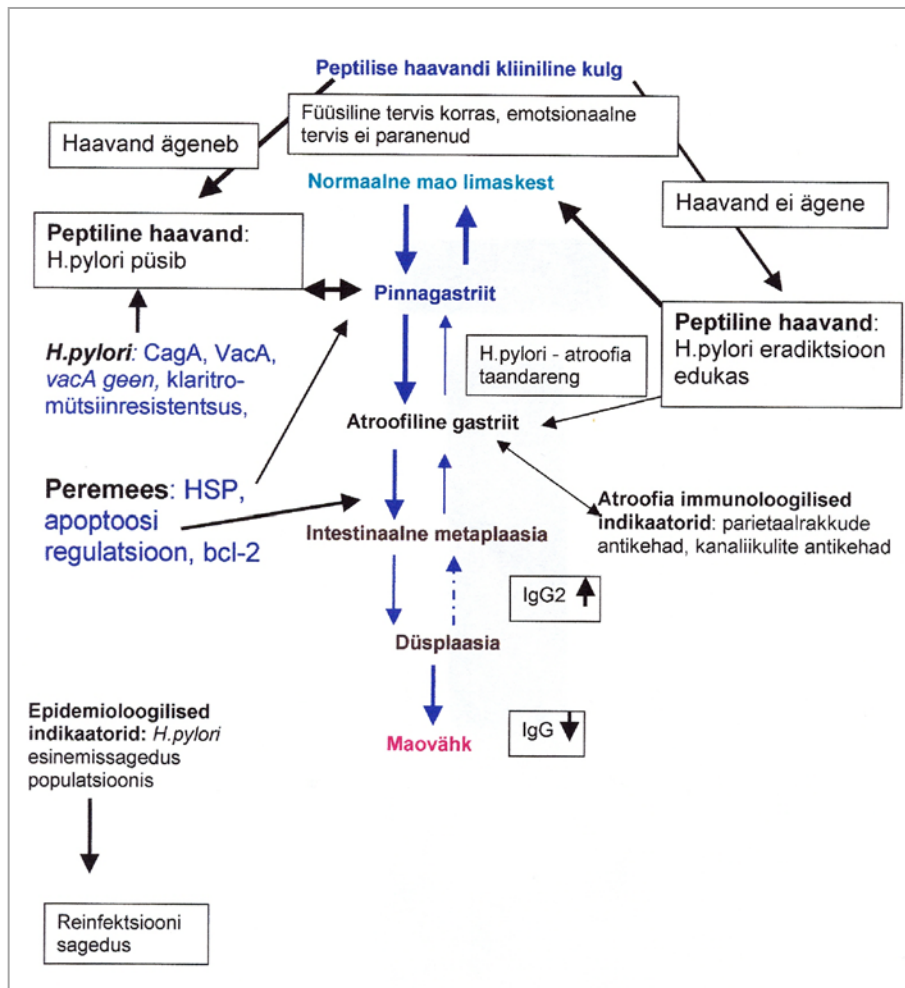 Peptilise haavandi kliiniline kulg
Füüsiline tervis korras, emotsionaalne
tervis ei paranenud
Haavand ägeneb
Normaalne mao limaskest
Haavand ei ägene
Peptiline haavand:
H.pylori püsib
Pinnagastriit
Peptiline haavand:
H.pylori eradiktsioon
edukas
H.pylori: CagA, VacA,
vacA geen, klaritro-
mütsiinresistentsus,
H.pylori - atroofia
taandareng
Atroofiline gastriit
Peremees: HSP,
apoptoosi
regulatsioon, bcl-2
Atroofia immunoloogilised
indikaatorid: parietaalrakkude
antikehad, kanaliikulite antikehad
Intestinaalne metaplaasia
IgG2
Düsplaasia
Epidemioloogilised
indikaatorid: H.pylori
esinemissagedus
populatsioonis
IgG
Maovähk
Reinfektsiooni
sagedus